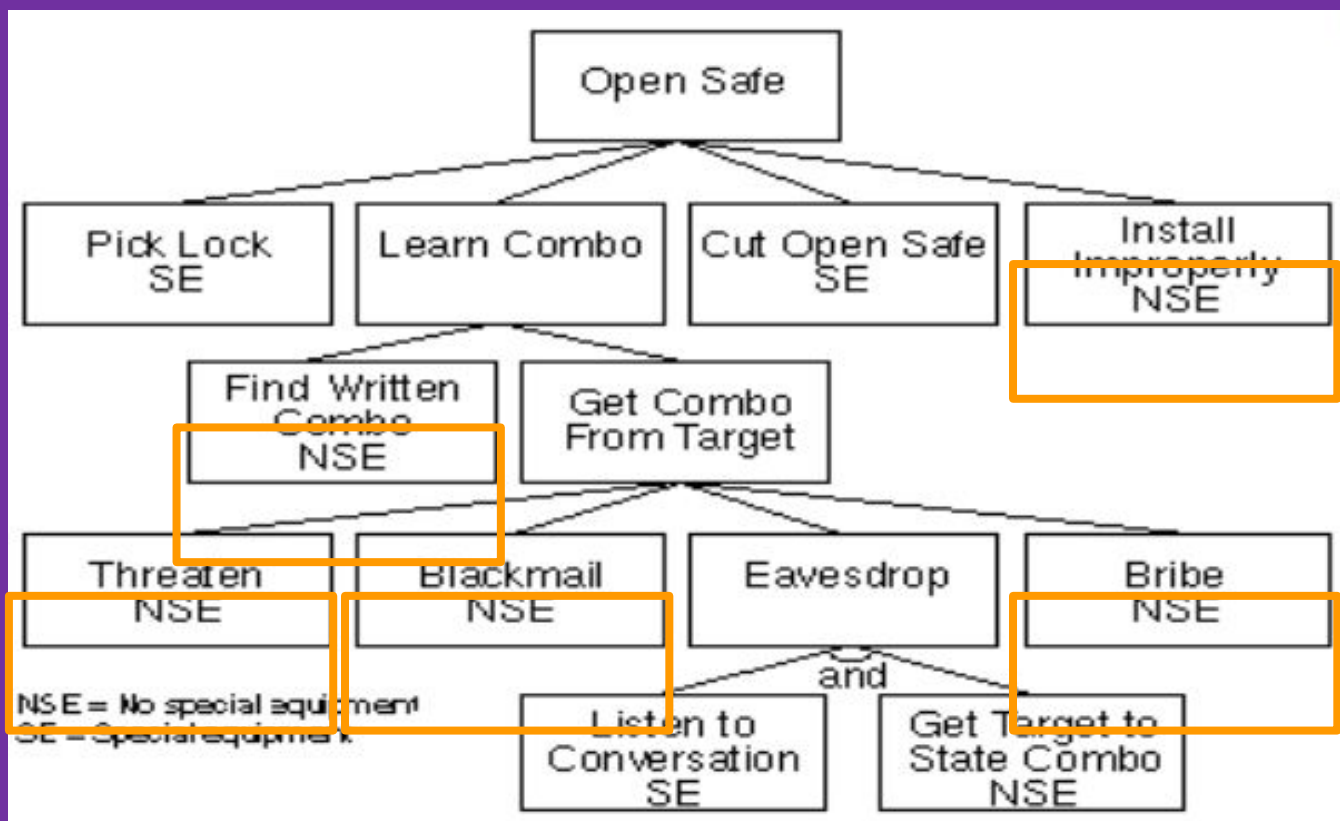 Open Safe
Pick Lock
SE
Learn Combo
Cut Open Safe
SE
Install
Improperly
NSE
Find Written
Combo
NSE
Get Combo
From Target
Threaten
NSE
Blackmail
NSE
Eavesdrop
Bribe
NSE
and
NSE = No special equipment
SE = Special equipment
Listen to
Conversation
SE
Get Target to
State Combo
NSE